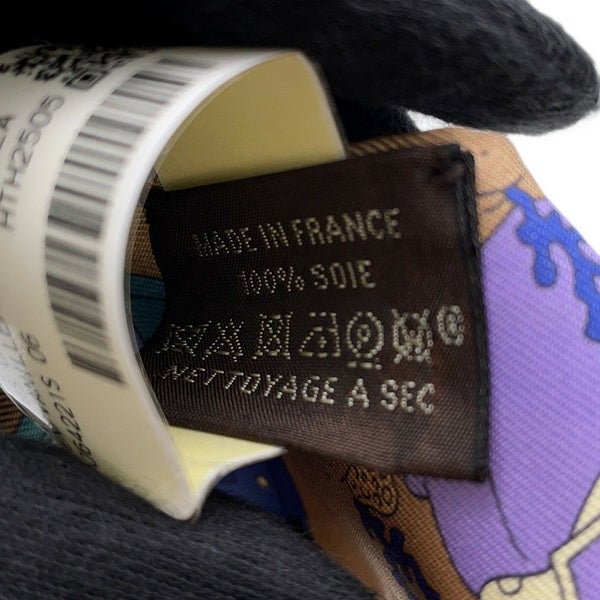 HTH2505
MADE IN FRANCE
100% SOIE
NETTOYAGE A SEC